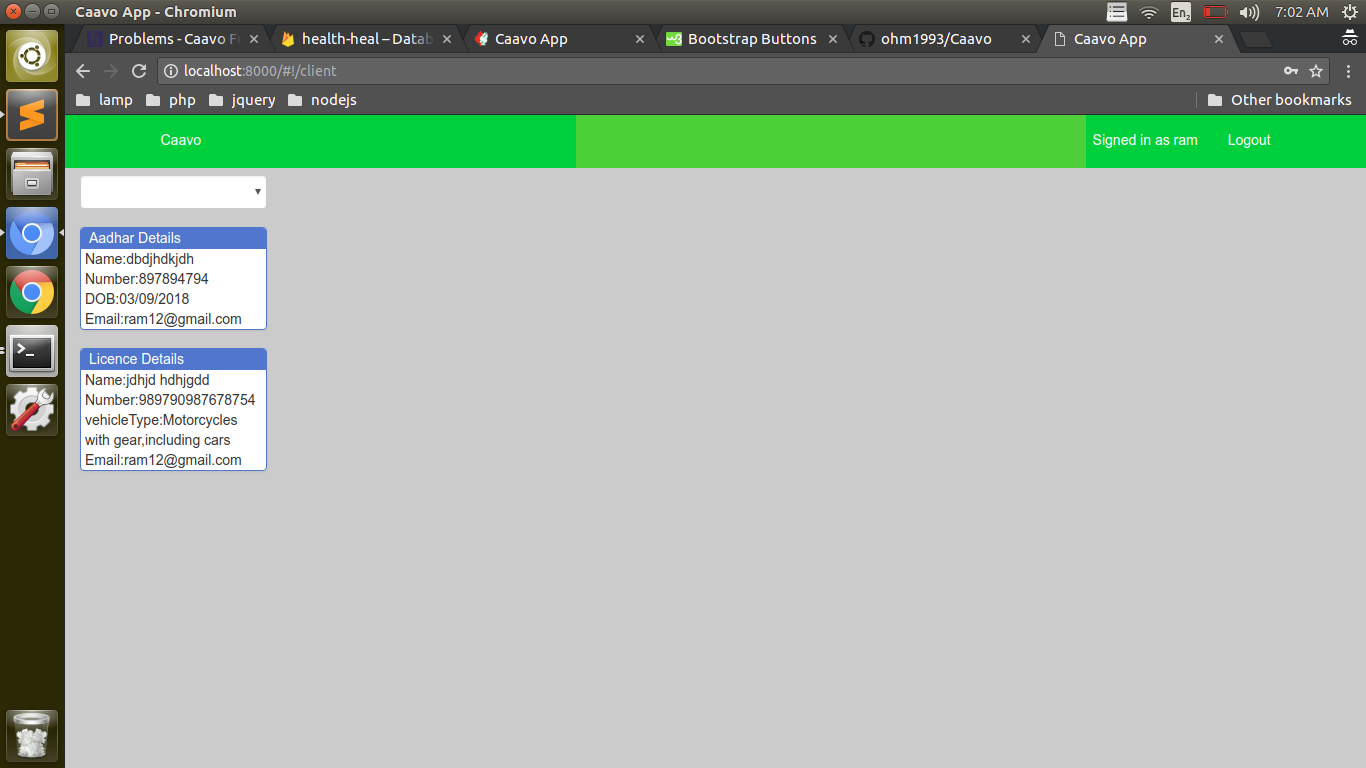 Caavo App - Chromium
En2
7:02 AM
Problems - Caavo F
health-heal – Datab
Caavo App
Bootstrap Buttons
ohm1993/Caavo
Caavo App
localhost:8000/#!/client
lamp
php
jquery
nodejs
Other bookmarks
Caavo
Signed in as ram
Logout
Aadhar Details
Name:dbdjhdkjdh
Number:897894794
DOB:03/09/2018
Email:ram12@gmail.com
Licence Details
Name:jdhjd hdhjgdd
Number:989790987678754
vehicleType:Motorcycles
with gear,including cars
Email:ram12@gmail.com